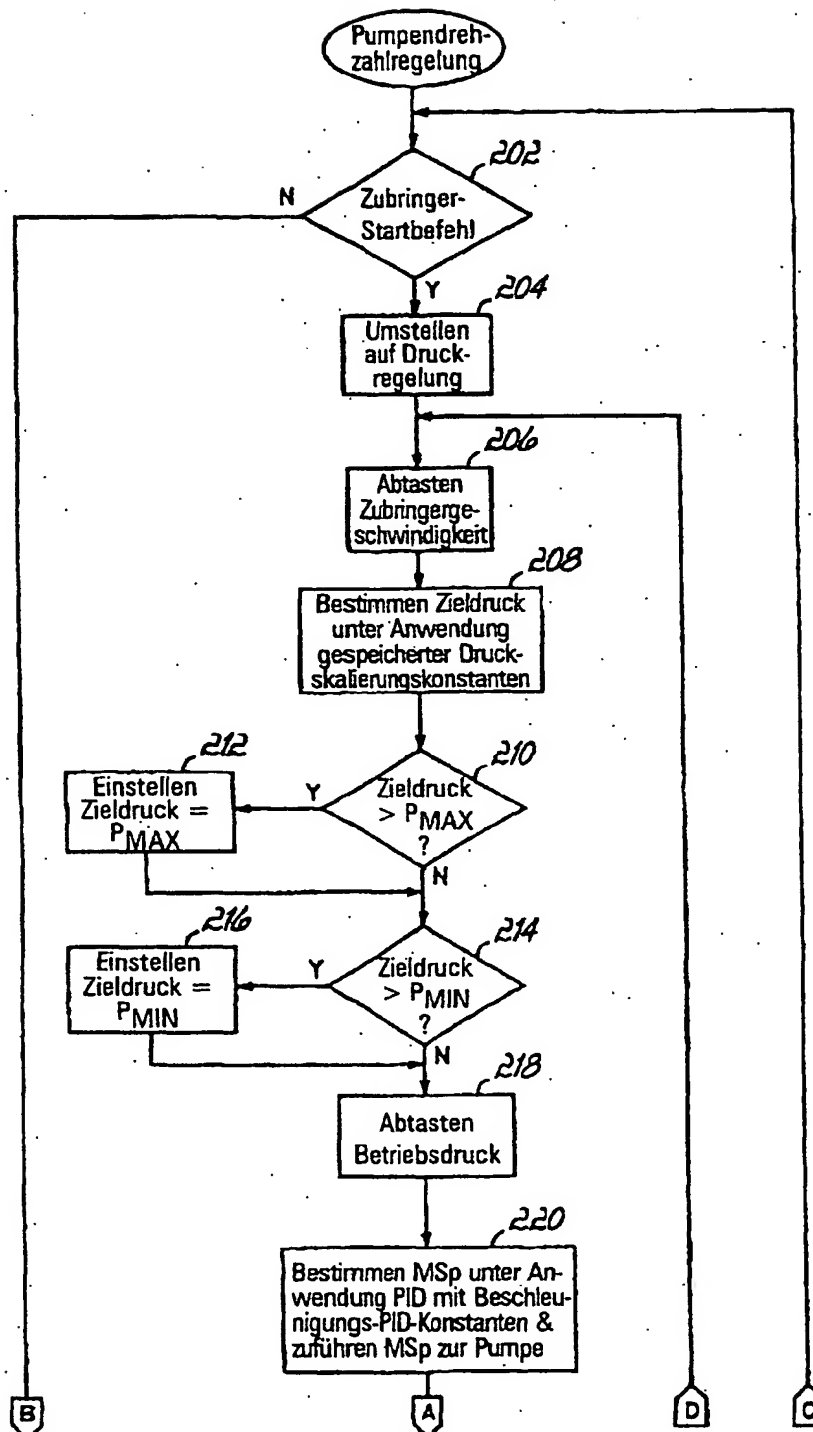 Pumpendreh-
zahlregelung
202
N
Zubringer-
Startbefehl
Y
204
Umstellen
auf Druck-
regelung
206
Abtasten
Zubringerge-
schwindigkeit
208
Bestimmen Zieldruck
unter Anwendung
gespeicherter Druck-
skalierungskonstanten
212
210
Einstellen
Zieldruck =
PMAX
Y
Zieldruck
> PMAX
?
N
216
214
Einstellen
Zieldruck =
PMIN
Y
Zieldruck
> PMIN
?
N
218
Abtasten
Betriebsdruck
220
Bestimmen MSp unter An-
wendung PID mit Beschleu-
nigungs-PID-Konstanten &
zuführen MSp zur Pumpe
B
A
D
C